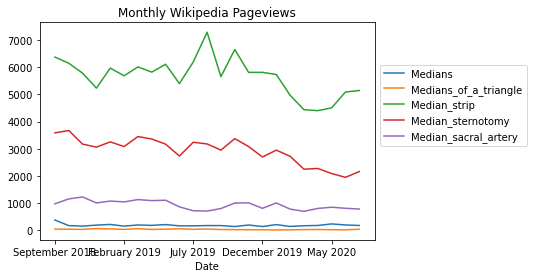 Monthly Wikipedia Pageviews
7000
6000
5000
4000
3000
2000
1000
0
September 2018
February 2019
July 2019
December 2019
May 2020
Date
Medians
Medians_of_a_triangle
Median_strip
Median_sternotomy
Median_sacral_artery